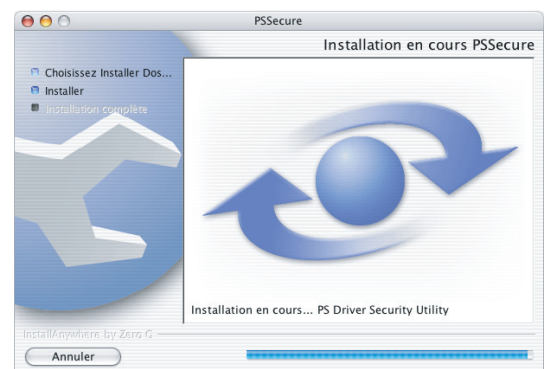 PSSecure
Installation en cours PSSecure
Choisissez Installer Dos...
Installer
Installation complète
Installation en cours... PS Driver Security Utility
InstallAnywhere by Zero G
Annuler